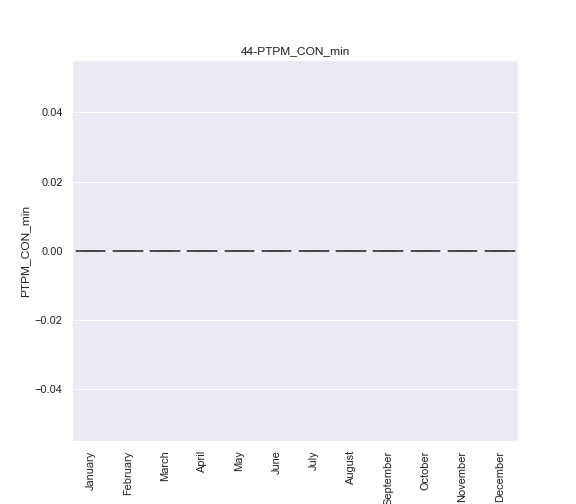 44-PTPM_CON_min
PTPM_CON_min
0.04
0.02
0.00
−0.02
−0.04
January
February
March
April
May
June
July
August
September
October
November
December